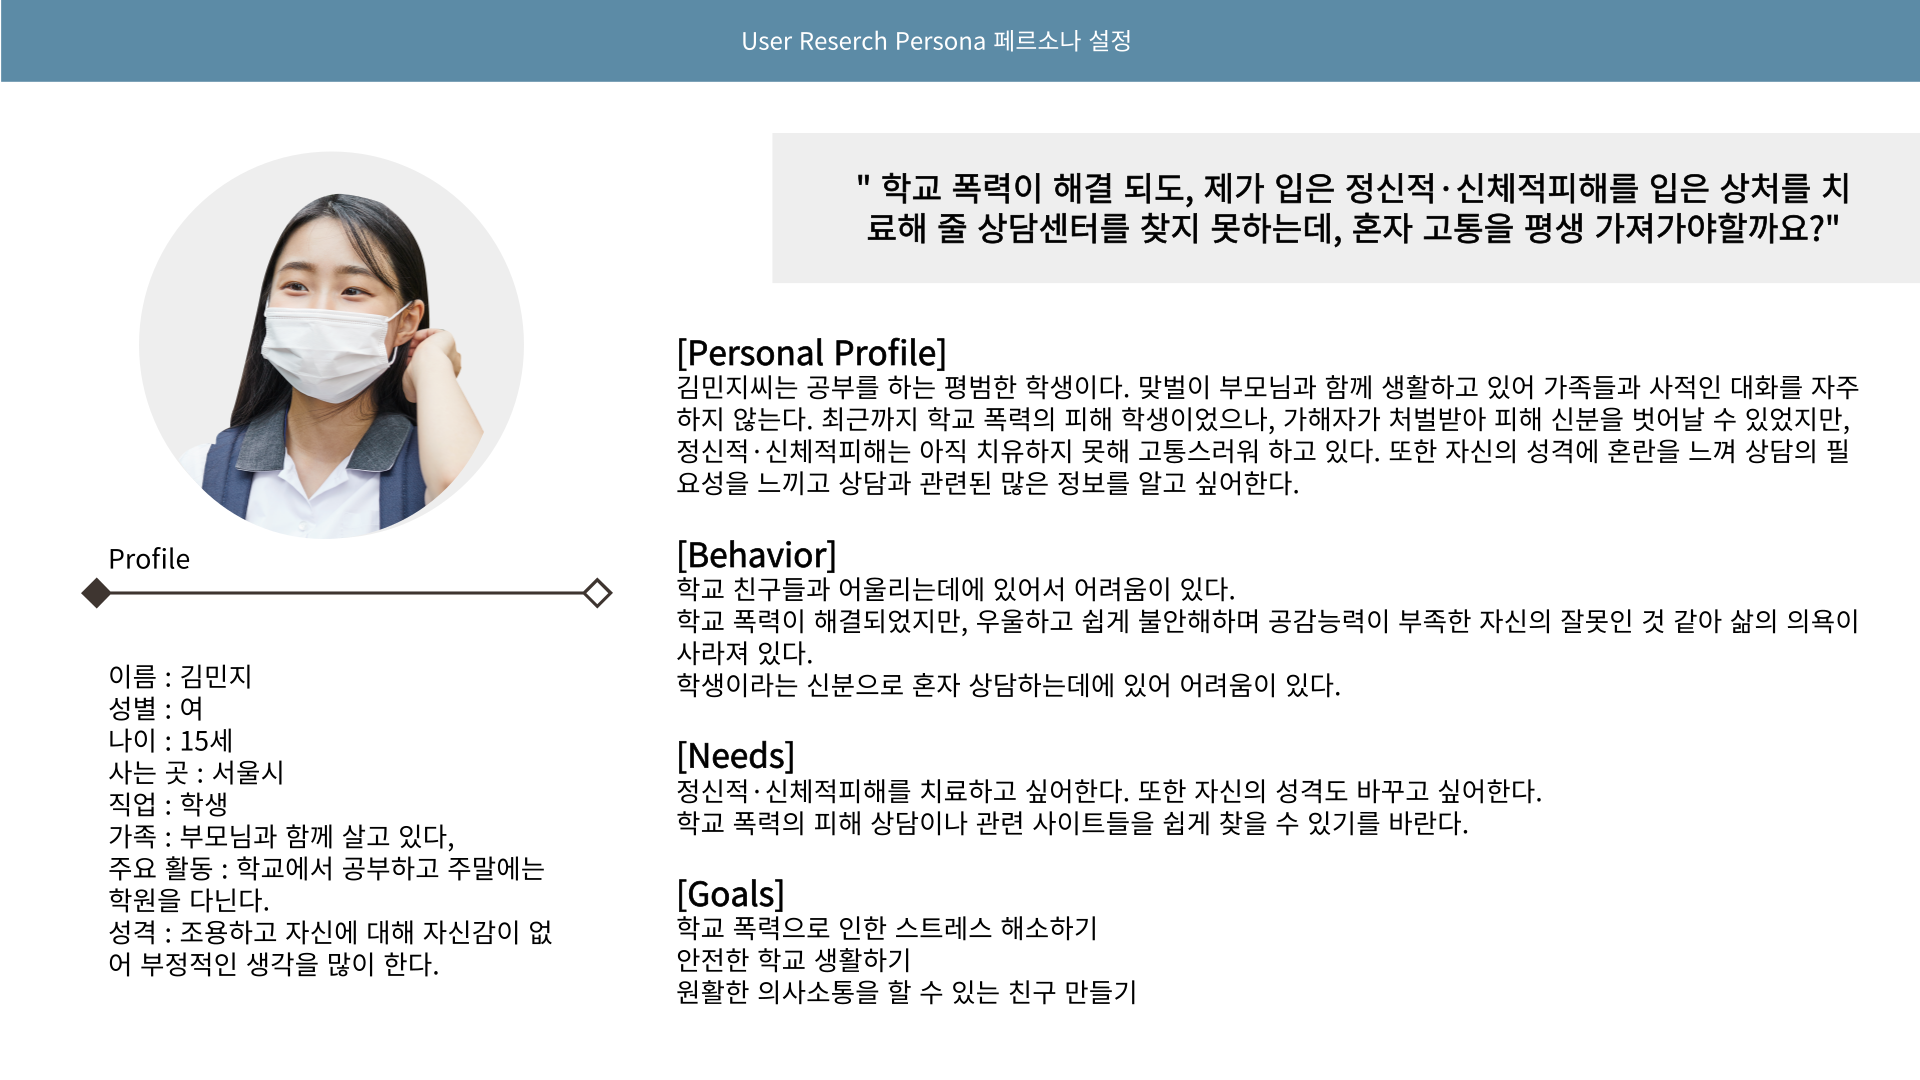 User Reserch Persona 페르소나 설정
" 학교 폭력이 해결 되도, 제가 입은 정신적·신체적피해를 입은 상처를 치
료해 줄 상담센터를 찾지 못하는데, 혼자 고통을 평생 가져가야할까요?"
Profile
이름 : 김민지
성별 : 여
나이 : 15세
사는 곳 : 서울시
직업 : 학생
가족 : 부모님과 함께 살고 있다,
주요 활동 : 학교에서 공부하고 주말에는
학원을 다닌다.
성격 : 조용하고 자신에 대해 자신감이 없
어 부정적인 생각을 많이 한다.
[Personal Profile]
김민지씨는 공부를 하는 평범한 학생이다. 맞벌이 부모님과 함께 생활하고 있어 가족들과 사적인 대화를 자주
하지 않는다. 최근까지 학교 폭력의 피해 학생이었으나, 가해자가 처벌받아 피해 신분을 벗어날 수 있었지만,
정신적·신체적피해는 아직 치유하지 못해 고통스러워 하고 있다. 또한 자신의 성격에 혼란을 느껴 상담의 필
요성을 느끼고 상담과 관련된 많은 정보를 알고 싶어한다.
[Behavior]
학교 친구들과 어울리는데에 있어서 어려움이 있다.
학교 폭력이 해결되었지만, 우울하고 쉽게 불안해하며 공감능력이 부족한 자신의 잘못인 것 같아 삶의 의욕이
사라져 있다.
학생이라는 신분으로 혼자 상담하는데에 있어 어려움이 있다.
[Needs]
정신적·신체적피해를 치료하고 싶어한다. 또한 자신의 성격도 바꾸고 싶어한다.
학교 폭력의 피해 상담이나 관련 사이트들을 쉽게 찾을 수 있기를 바란다.
[Goals]
학교 폭력으로 인한 스트레스 해소하기
안전한 학교 생활하기
원활한 의사소통을 할 수 있는 친구 만들기